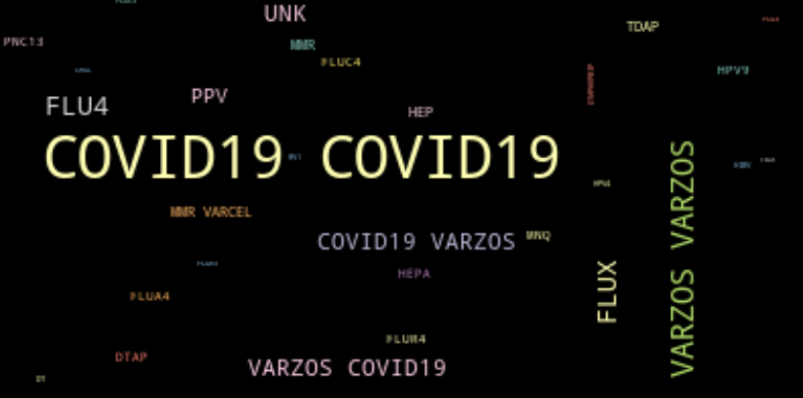 UNK
TDAP
PNC13
MMR
FLUC4
HPV9
PPV
FLU4
HEP
COVID19 COVID19
MMR VARCEL
COVID19 VARZOS
MNQ
HEPA
FLUX
VARZOS VARZOS
FLUA4
FLUR4
DTAP
VARZOS COVID19
DT